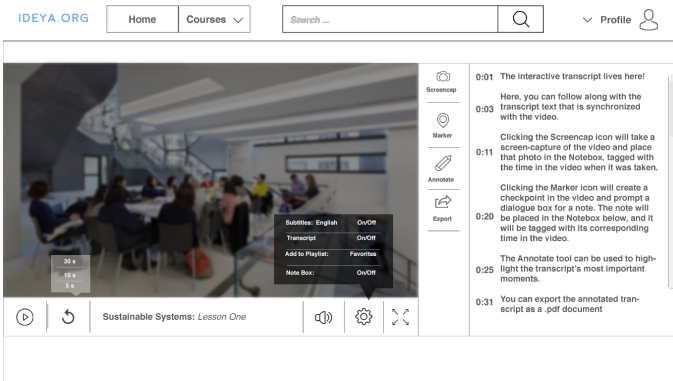 IDEYA.ORG
Home
Courses
Search ...
Profile
Screencap
Marker
Annotate
Export
0:01 The interactive transcript lives here!
Here, you can follow along with the
0:03 transcript text that is synchronized
with the video.
Clicking the Screencap icon will take a
0:11 screen-capture of the video and place
that photo in the Notebox, tagged with
the time in the video when it was taken.
Clicking the Marker icon will create a
checkpoint in the video and prompt a
dialogue box for a note. The note will
0:20 be placed in the Notebox below, and it
will be tagged with its corresponding
time in the video.
The Annotate tool can be used to high-
0:25 light the transcript's most important
moments.
0:31 You can export the annotated tran-
script as a .pdf document
Subtitles: English On/Off
Transcript On/Off
Add to Playlist: Favorites
Note Box: On/Off
30 s
10 s
5 s
Sustainable Systems: Lesson One